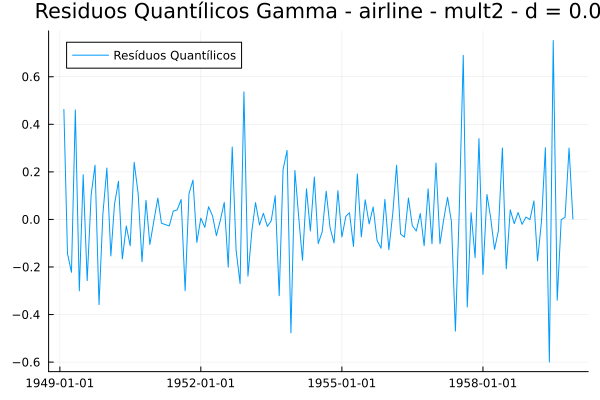 Residuos Quantílicos Gamma - airline - mult2 - d = 0.0
Resíduos Quantílicos
0.6
0.4
0.2
0.0
−0.2
−0.4
−0.6
1949-01-01 1952-01-01 1955-01-01 1958-01-01